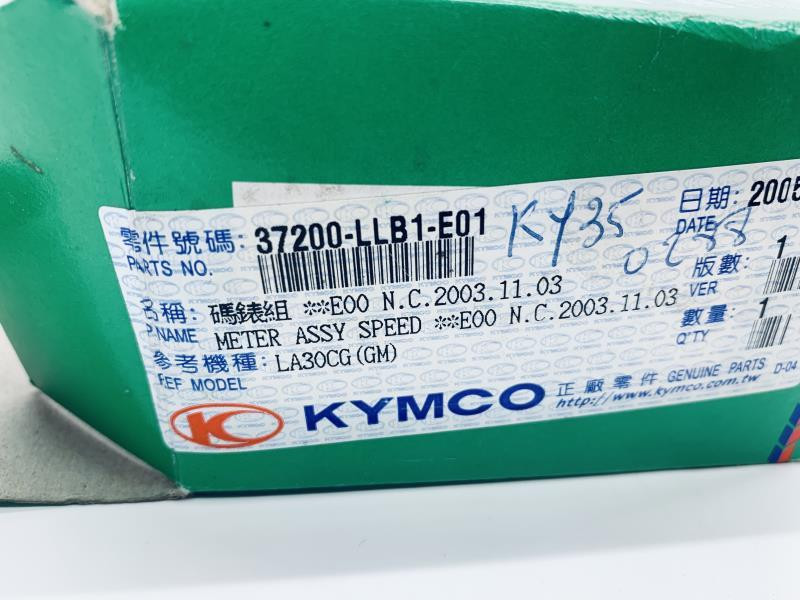 零件號碼: 37200-LLB1-E01
PARTS NO.
KY35
日期: 2005
DATE
版數: 1
VER
名稱: 碼錶組 **E00 N.C.2003.11.03
P.NAME METER ASSY SPEED **E00 N.C.2003.11.03
數量: 1
Q'TY
參考機種: LA30CG(GM)
REF MODEL
KYMCO 正廠零件 GENUINE PARTS D-04
http://www.kymco.com.tw